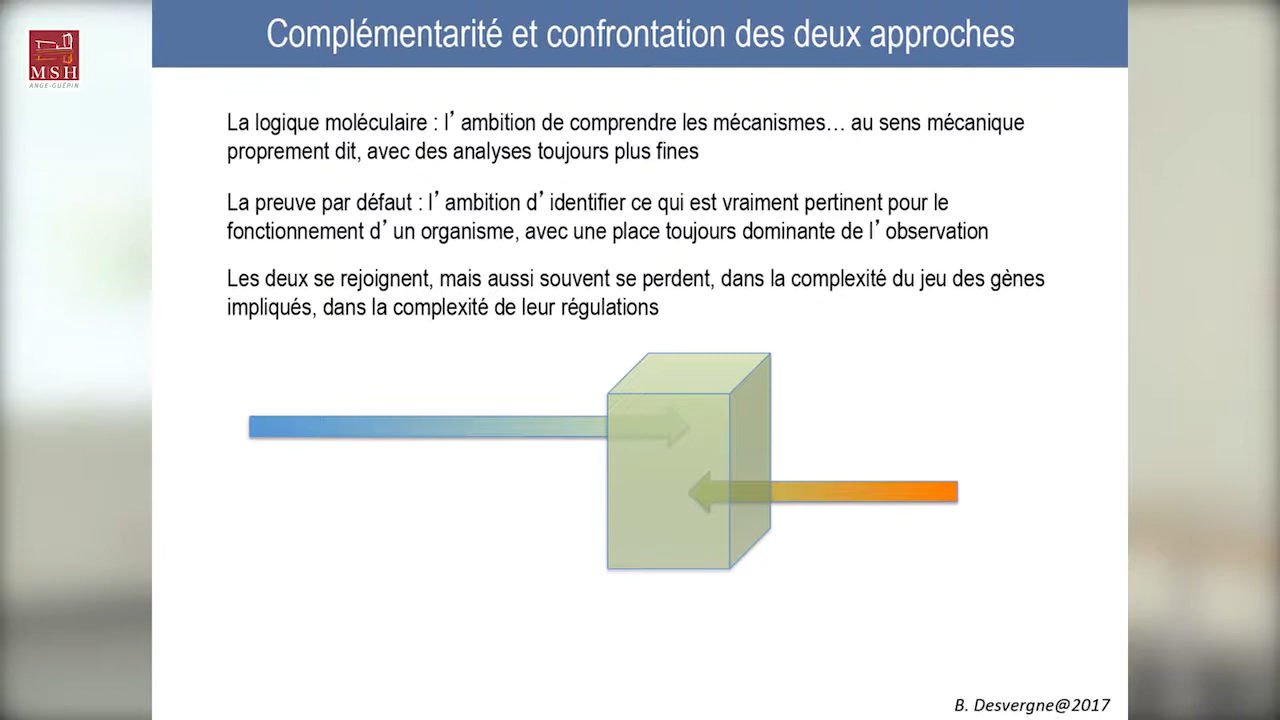 Complémentarité et confrontation des deux approches
MSH
ANGE-GUÉPIN
La logique moléculaire : l’ambition de comprendre les mécanismes… au sens mécanique
proprement dit, avec des analyses toujours plus fines
La preuve par défaut : l’ambition d’identifier ce qui est vraiment pertinent pour le
fonctionnement d’un organisme, avec une place toujours dominante de l’observation
Les deux se rejoignent, mais aussi souvent se perdent, dans la complexité du jeu des gènes
impliqués, dans la complexité de leur régulations
B. Desvergne@2017